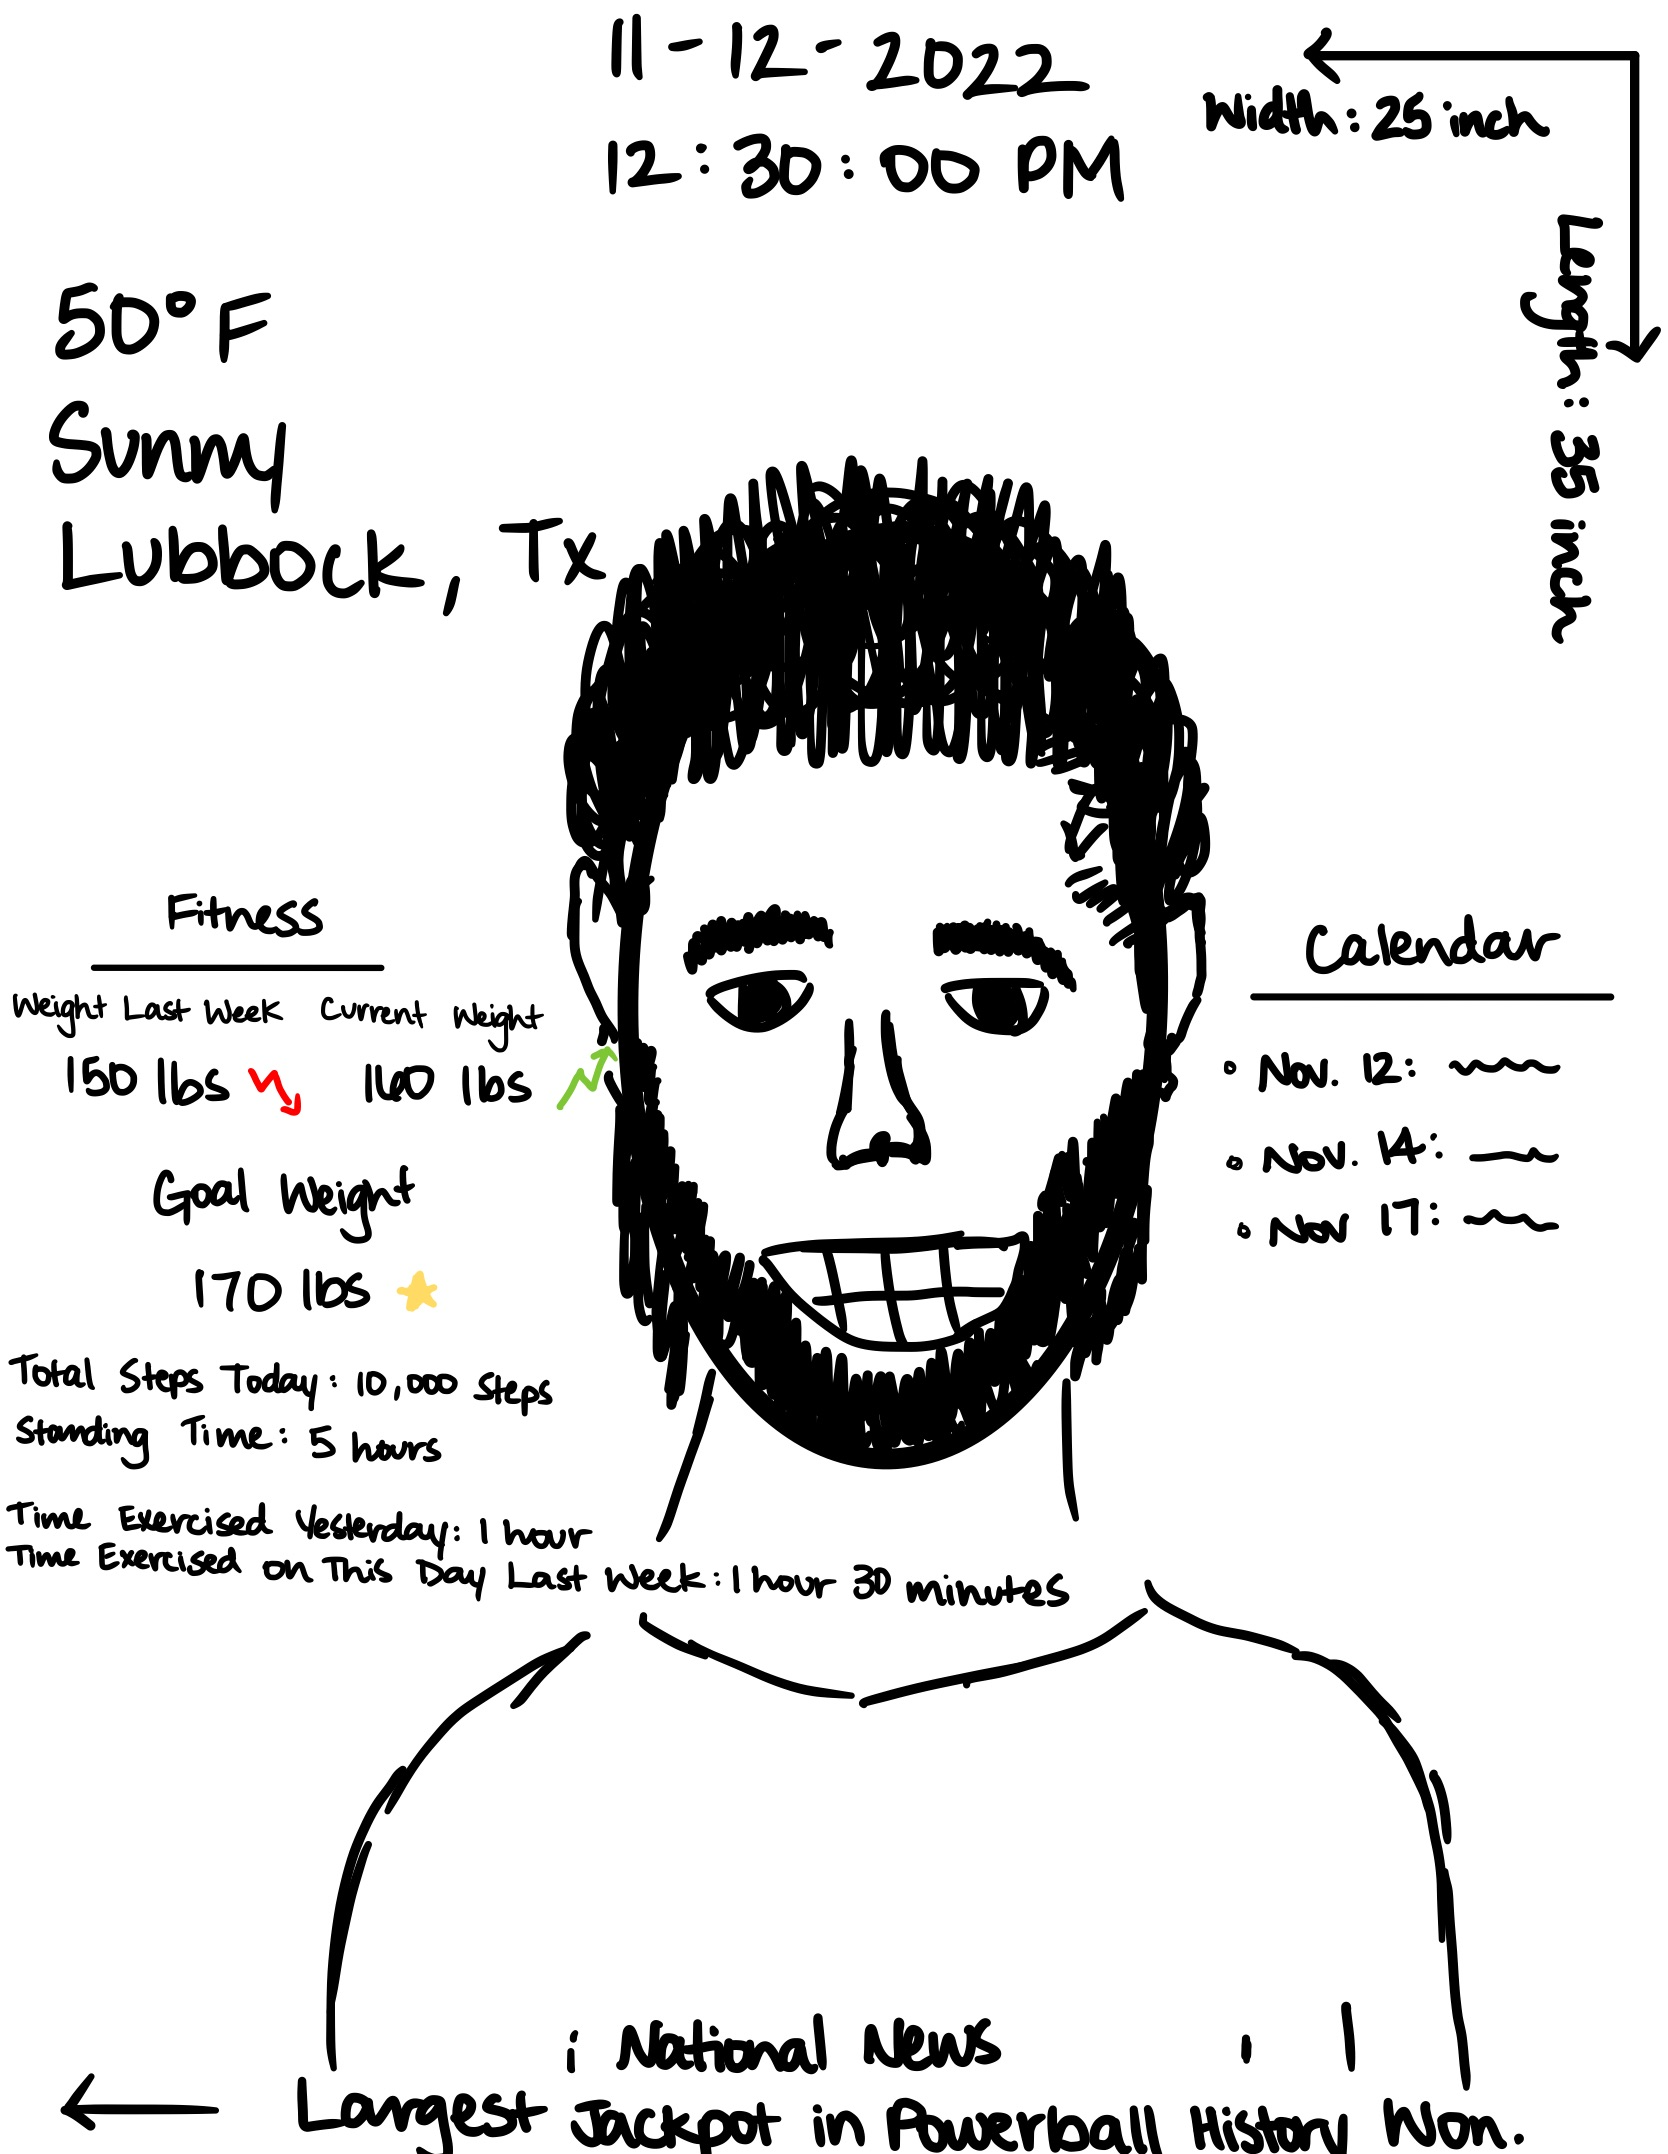 11-12-2022
12:30:00 PM
Width: 25 inch
Length: 35 inch
50°F
Sunny
Lubbock, Tx
Fitness
Weight Last Week Current Weight
150 lbs 160 lbs
Goal Weight
170 lbs
Total Steps Today: 10,000 steps
Standing Time: 5 hours
Time Exercised Yesterday: 1 hour
Time Exercised on This Day Last Week: 1 hour 30 minutes
Calendar
Nov. 12:
Nov. 14:
Nov 17:
National News
Largest Jackpot in Powerball History Won.